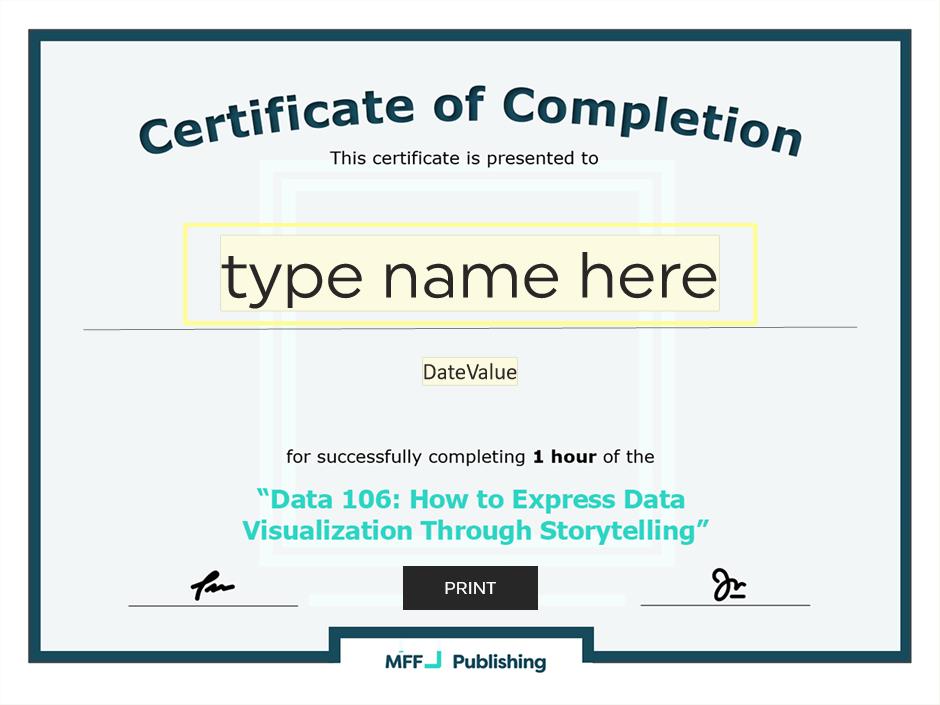 Certificate of Completion
This certificate is presented to
type name here
DateValue
for successfully completing 1 hour of the
“Data 106: How to Express Data
Visualization Through Storytelling”
PRINT
MFF Publishing